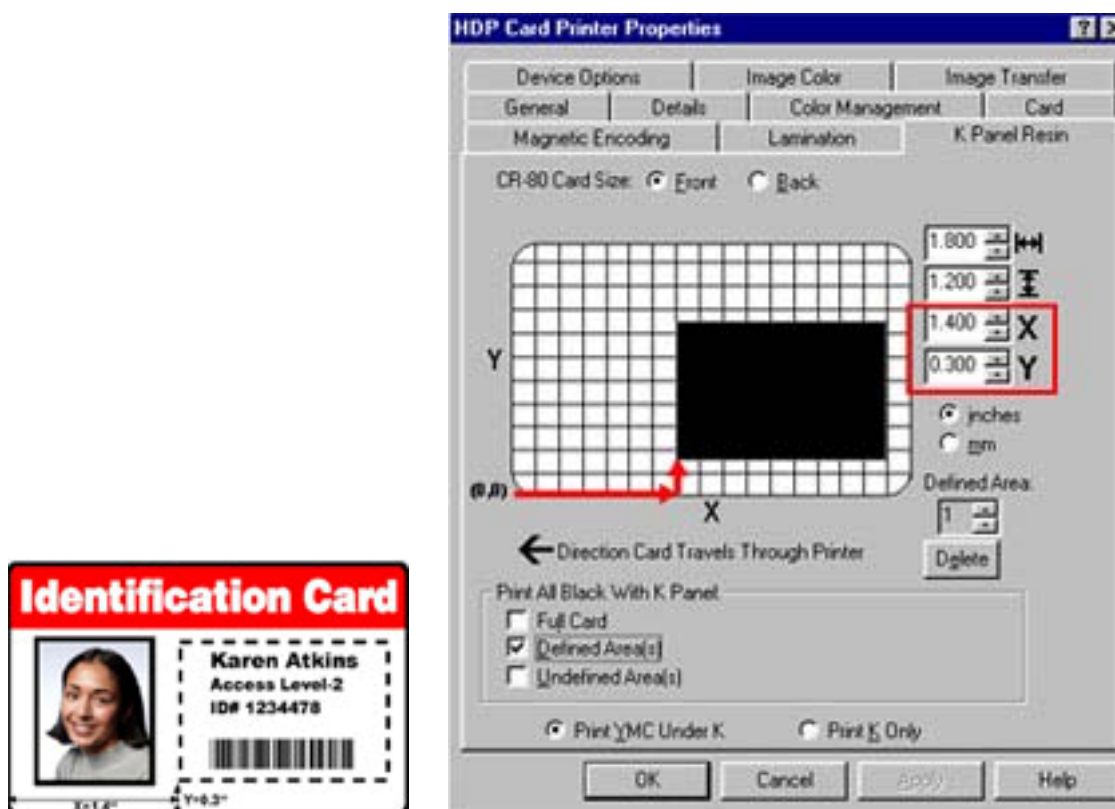 HDP Card Printer Properties
Device Options Image Color Image Transfer
General Details Color Management Card
Magnetic Encoding Lamination K Panel Resin
CR-80 Card Size: Front Back
1.800
1.200
1.400 X
0.300 Y
Y
inches
mm
(0,0)
X
Defined Area:
1
Direction Card Travels Through Printer
Delete
Print All Black With K Panel
Full Card
Defined Area(s)
Undefined Area(s)
Print YMC Under K Print K Only
OK Cancel Apply Help
Identification Card
Karen Atkins
Access Level-2
ID# 1234478
X=1.4" Y=0.3"